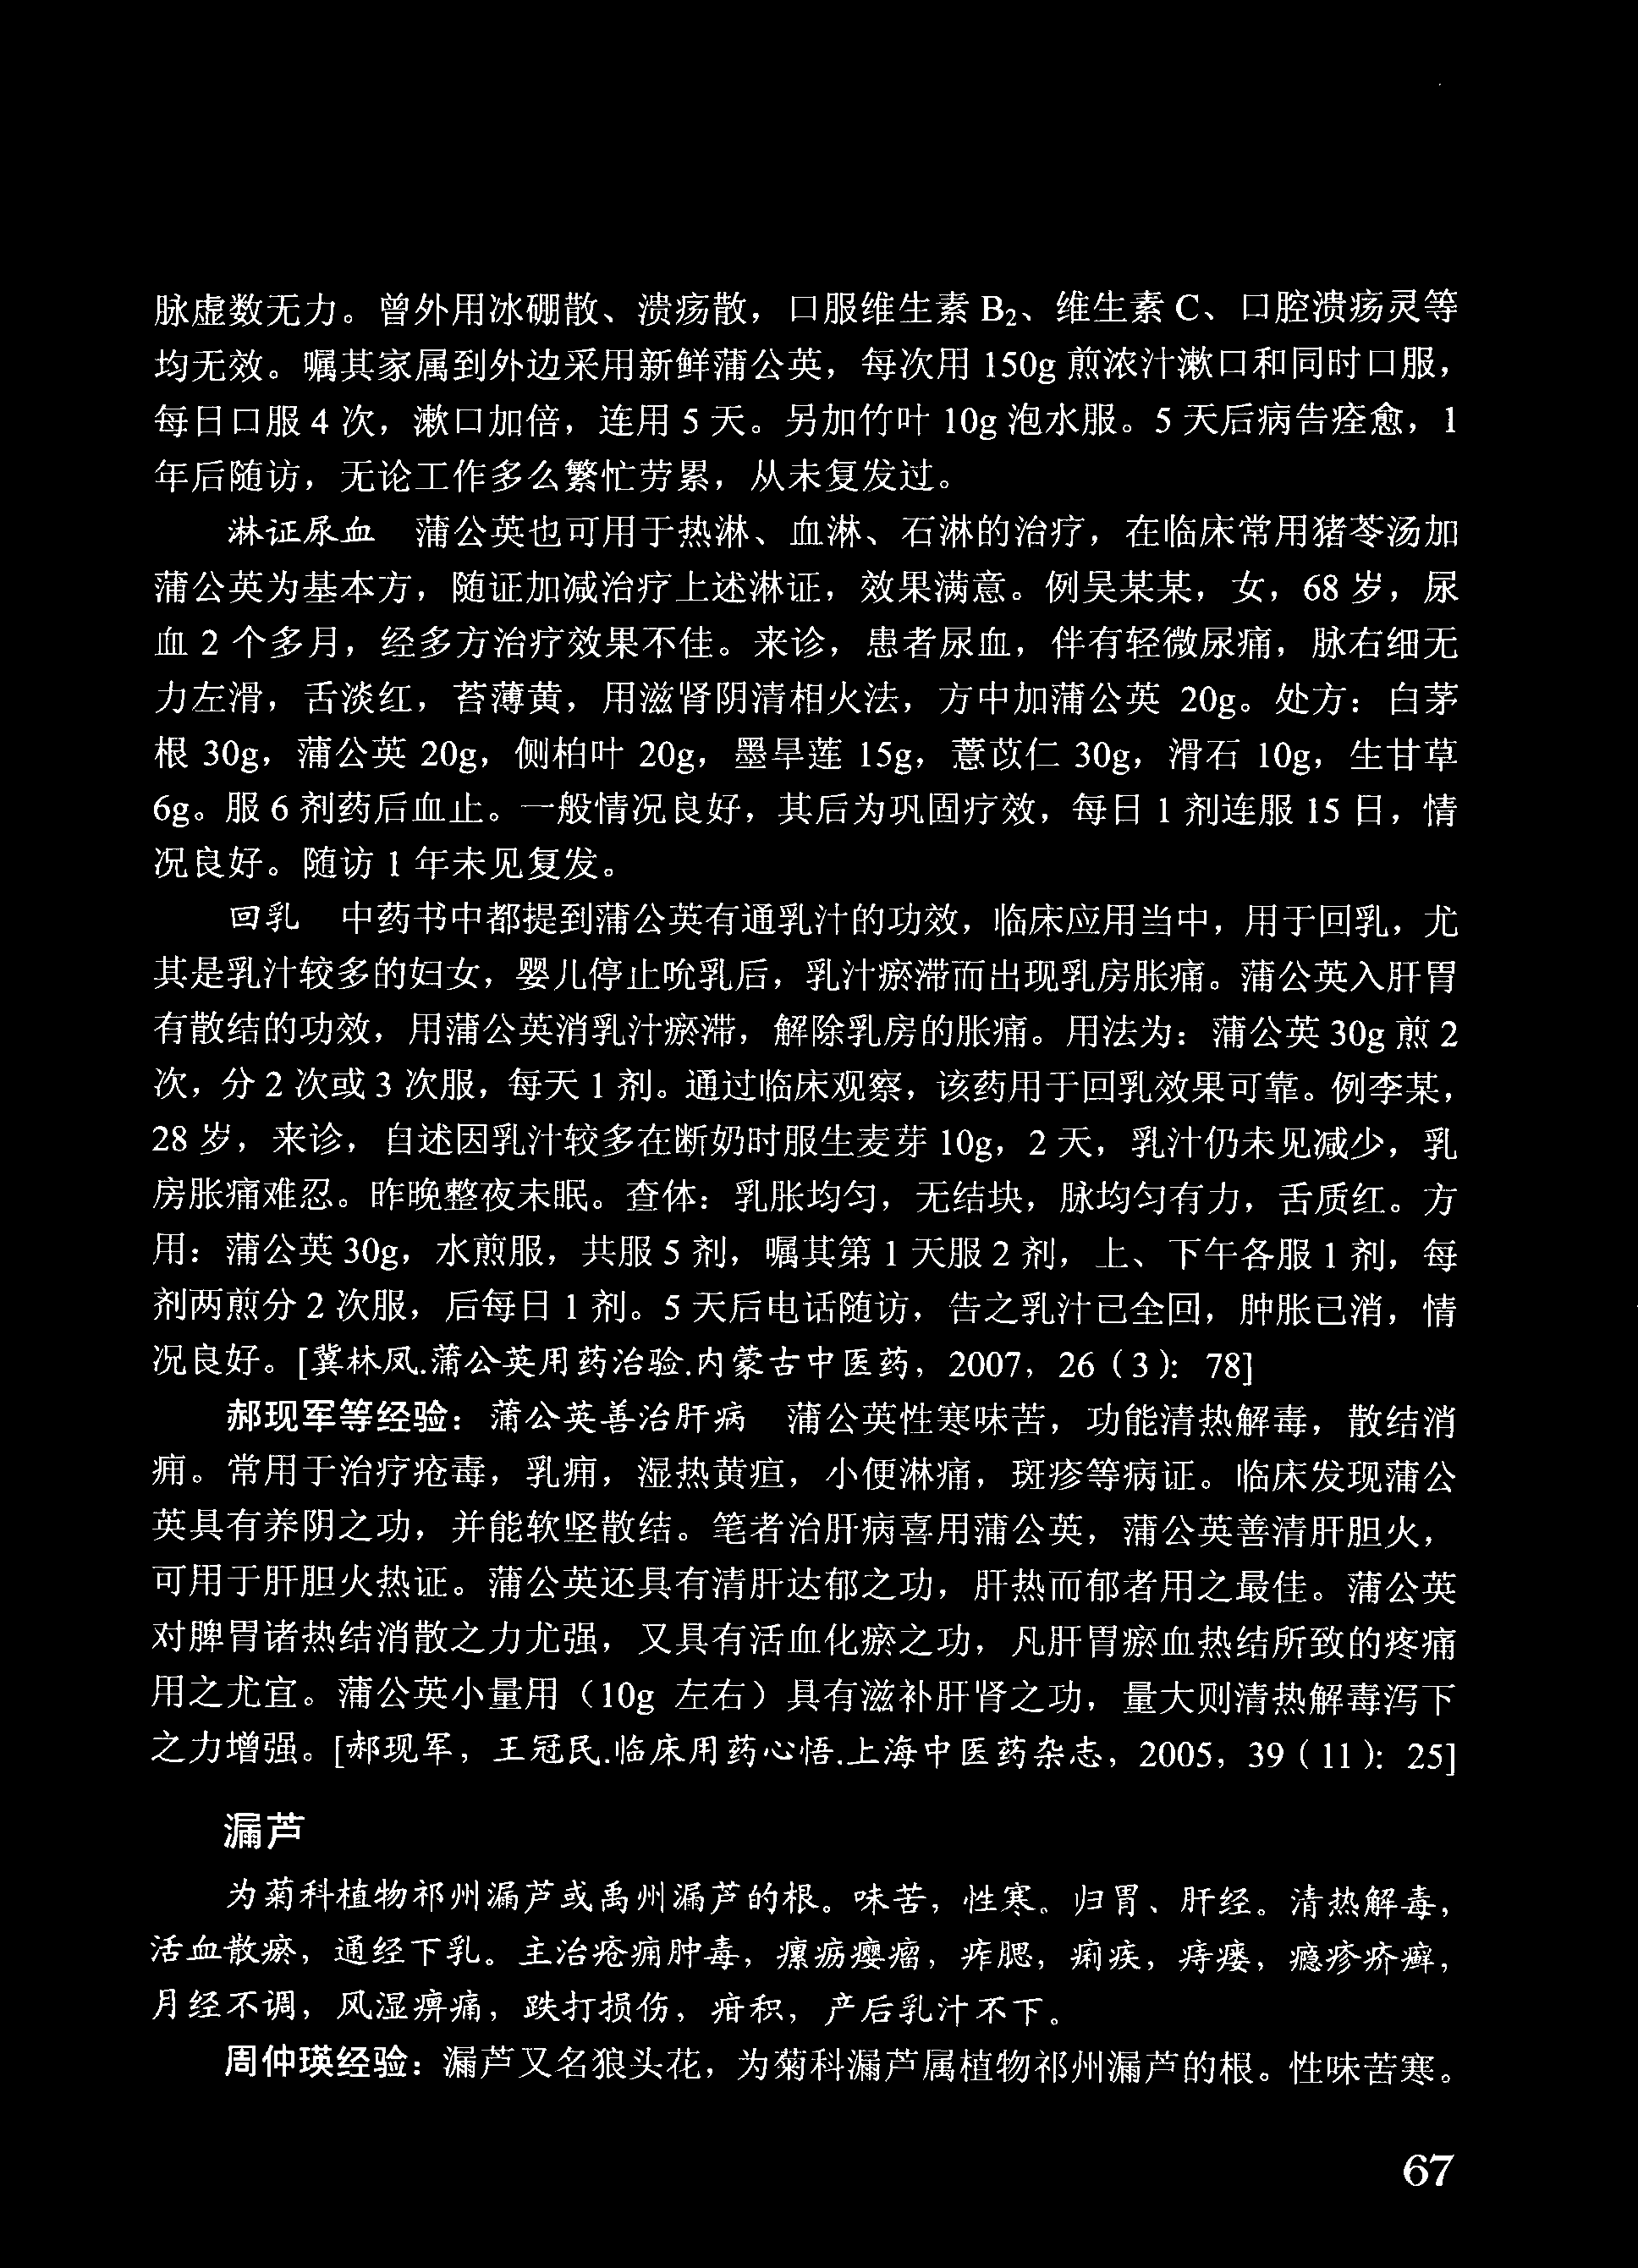 脉虚数无力。曾外用冰硼散、溃疡散，口服维生素 B₂、维生素 C、口腔溃疡灵等
均无效。嘱其家属到外边采用新鲜蒲公英，每次用 150g 煎浓汁漱口和同时口服，
每日口服 4 次，漱口加倍，连用 5 天。另加竹叶 10g 泡水服。5 天后病告痊愈，1
年后随访，无论工作多么繁忙劳累，从未复发过。
淋证尿血　蒲公英也可用于热淋、血淋、石淋的治疗，在临床常用猪苓汤加
蒲公英为基本方，随证加减治疗上述淋证，效果满意。例吴某某，女，68 岁，尿
血 2 个多月，经多方治疗效果不佳。来诊，患者尿血，伴有轻微尿痛，脉右细无
力左滑，舌淡红，苔薄黄，用滋肾阴清相火法，方中加蒲公英 20g。处方：白茅
根 30g，蒲公英 20g，侧柏叶 20g，墨旱莲 15g，薏苡仁 30g，滑石 10g，生甘草
6g。服 6 剂药后血止。一般情况良好，其后为巩固疗效，每日 1 剂连服 15 日，情
况良好。随访 1 年未见复发。
回乳　中药书中都提到蒲公英有通乳汁的功效，临床应用当中，用于回乳，尤
其是乳汁较多的妇女，婴儿停止吮乳后，乳汁瘀滞而出现乳房胀痛。蒲公英入肝胃
有散结的功效，用蒲公英消乳汁瘀滞，解除乳房的胀痛。用法为：蒲公英 30g 煎 2
次，分 2 次或 3 次服，每天 1 剂。通过临床观察，该药用于回乳效果可靠。例李某，
28 岁，来诊，自述因乳汁较多在断奶时服生麦芽 10g，2 天，乳汁仍未见减少，乳
房胀痛难忍。昨晚整夜未眠。查体：乳胀均匀，无结块，脉均匀有力，舌质红。方
用：蒲公英 30g，水煎服，共服 5 剂，嘱其第 1 天服 2 剂，上、下午各服 1 剂，每
剂两煎分 2 次服，后每日 1 剂。5 天后电话随访，告之乳汁已全回，肿胀已消，情
况良好。[冀林凤.蒲公英用药治验.内蒙古中医药，2007，26（3）：78]
郝现军等经验：蒲公英善治肝病　蒲公英性寒味苦，功能清热解毒，散结消
痈。常用于治疗疮毒，乳痈，湿热黄疸，小便淋痛，斑疹等病证。临床发现蒲公
英具有养阴之功，并能软坚散结。笔者治肝病喜用蒲公英，蒲公英善清肝胆火，
可用于肝胆火热证。蒲公英还具有清肝达郁之功，肝热而郁者用之最佳。蒲公英
对脾胃诸热结消散之力尤强，又具有活血化瘀之功，凡肝胃瘀血热结所致的疼痛
用之尤宜。蒲公英小量用（10g 左右）具有滋补肝肾之功，量大则清热解毒泻下
之力增强。[郝现军，王冠民.临床用药心悟.上海中医药杂志，2005，39（11）：25]
漏芦
为菊科植物祁州漏芦或禹州漏芦的根。味苦，性寒。归胃、肝经。清热解毒，
活血散瘀，通经下乳。主治疮痈肿毒，瘰疬瘿瘤，痄腮，痢疾，痔瘘，瘾疹疥癣，
月经不调，风湿痹痛，跌打损伤，疳积，产后乳汁不下。
周仲瑛经验：漏芦又名狼头花，为菊科漏芦属植物祁州漏芦的根。性味苦寒。
67